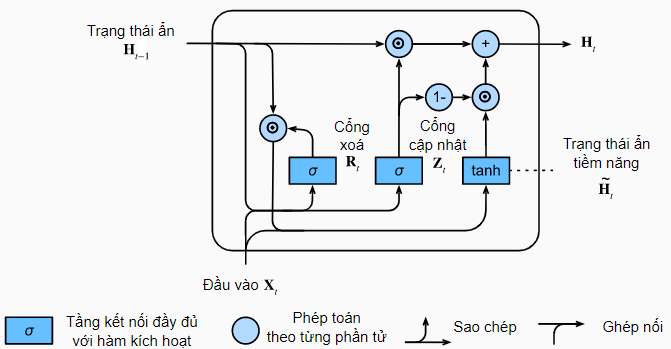 Trạng thái ẩn
H_{t−1}
H_t
1-
+
Cổng
xoá
R_t
Cổng
cập nhật
Z_t
σ
σ
tanh
Trạng thái ẩn
tiềm năng
H̃_t
Đầu vào X_t
σ
Tầng kết nối đầy đủ
với hàm kích hoạt
Phép toán
theo từng phần tử
Sao chép
Ghép nối